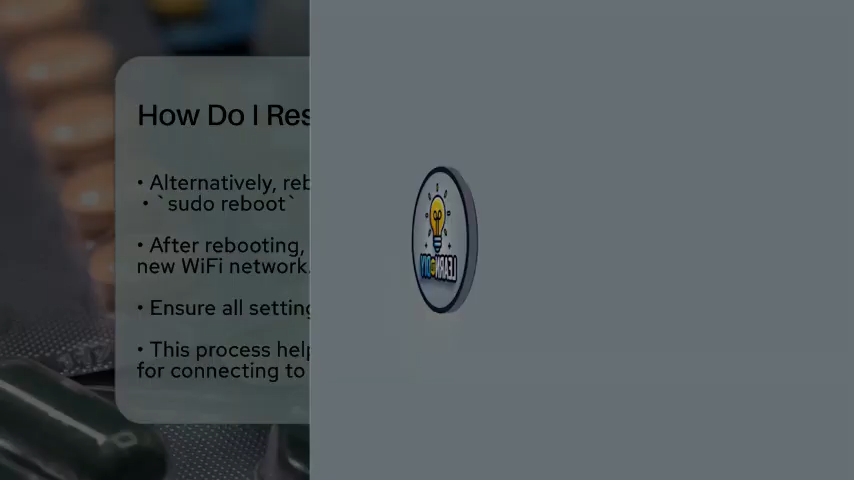 How Do I Res
• Alternatively, reb
• `sudo reboot`
• After rebooting,
new WiFi network.
• Ensure all setting
• This process help
for connecting to